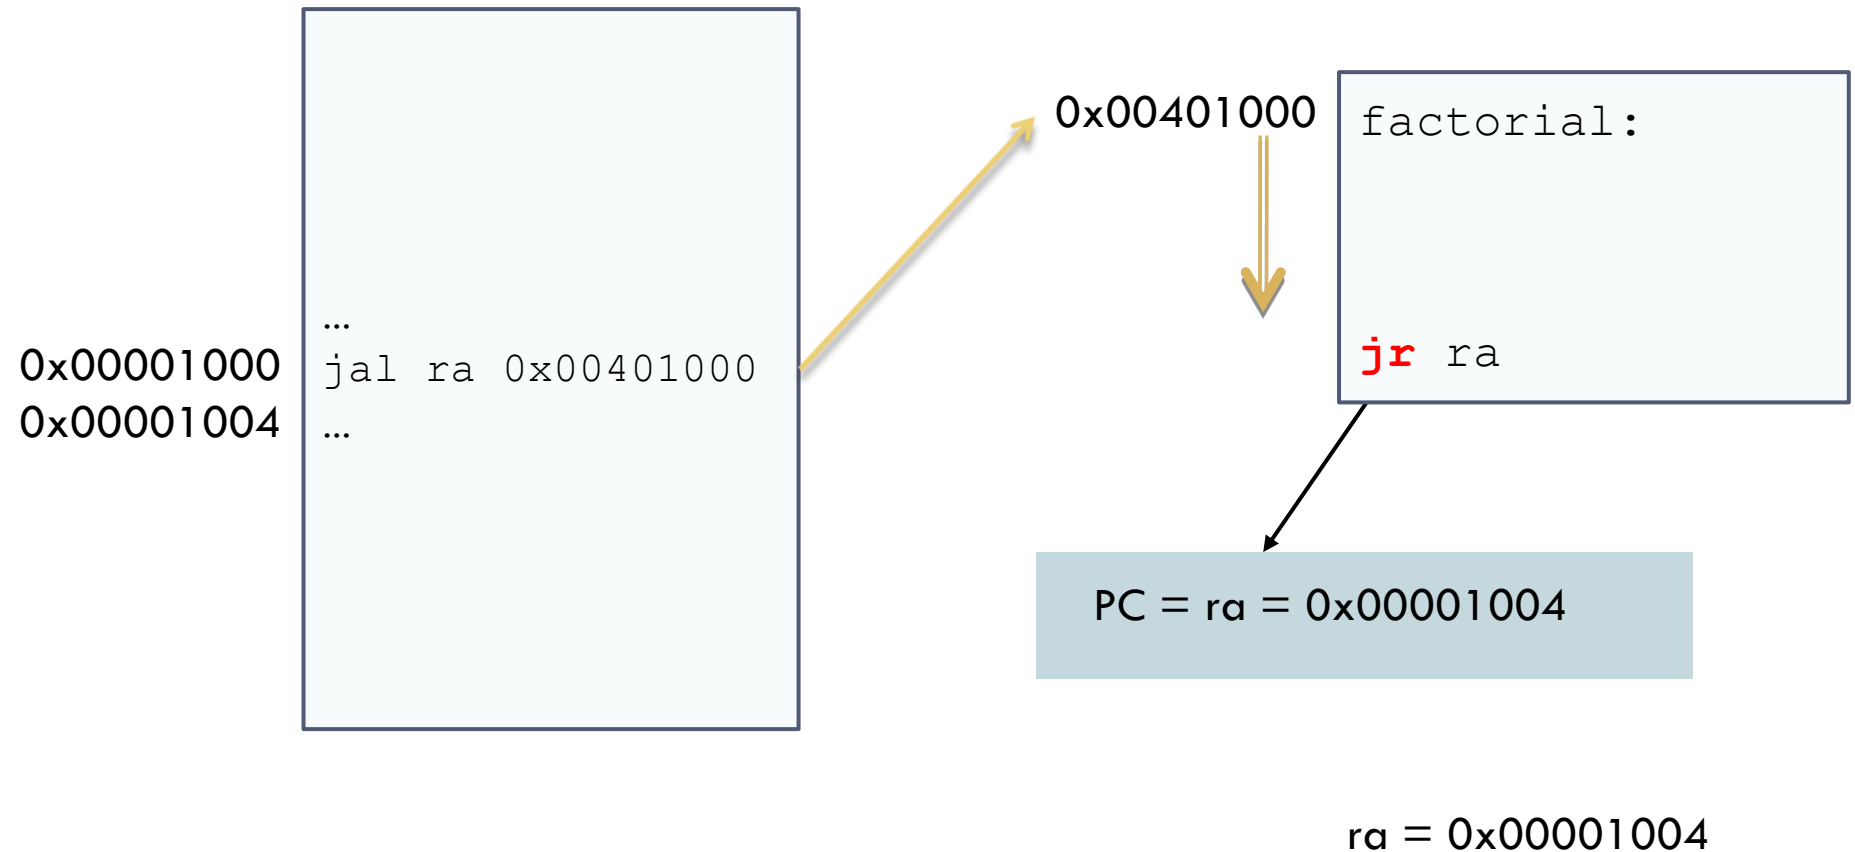 0x00401000
factorial:
…
0x00001000
jal ra 0x00401000
jr ra
0x00001004
…
PC = ra = 0x00001004
ra = 0x00001004